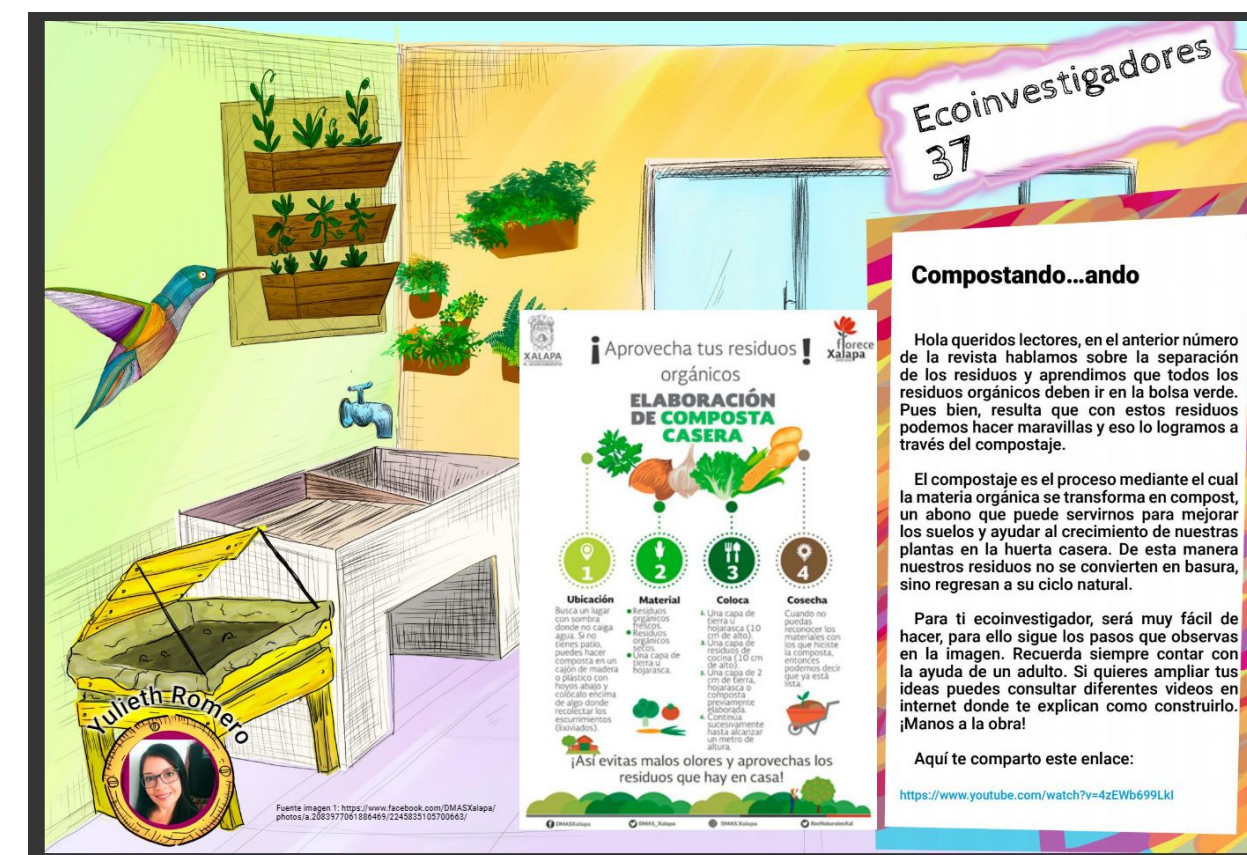 Ecoinvestigadores
37
Compostando...ando
Hola queridos lectores, en el anterior número
de la revista hablamos sobre la separación
de los residuos y aprendimos que todos los
residuos orgánicos deben ir en la bolsa verde.
Pues bien, resulta que con estos residuos
podemos hacer maravillas y eso lo logramos a
través del compostaje.
El compostaje es el proceso mediante el cual
la materia orgánica se transforma en compost,
un abono que puede servirnos para mejorar
los suelos y ayudar al crecimiento de nuestras
plantas en la huerta casera. De esta manera
nuestros residuos no se convierten en basura,
sino regresan a su ciclo natural.
Para ti ecoinvestigador, será muy fácil de
hacer, para ello sigue los pasos que observas
en la imagen. Recuerda siempre contar con
la ayuda de un adulto. Si quieres ampliar tus
ideas puedes consultar diferentes videos en
internet donde te explican como construirlo.
¡Manos a la obra!
Aquí te comparto este enlace:
https://www.youtube.com/watch?v=4zEWb699LkI
XALAPA
florece
Xalapa
¡Aprovecha tus residuos!
orgánicos
ELABORACIÓN
DE COMPOSTA
CASERA
1
Ubicación
Busca un lugar
con sombra
donde no caiga
agua. Si no
tienes patio,
puedes hacer
composta en un
cajón de madera
o plástico con
hoyos abajo y
colócalo encima
de algo donde
recolectar los
escurrimientos
(lixiviados).
2
Material
Residuos
orgánicos
frescos.
Residuos
orgánicos
secos.
Una capa de
tierra u
hojarasca.
3
Coloca
1. Una capa de
tierra u
hojarasca (10
cm de alto).
2. Una capa de
residuos de
cocina (10 cm
de alto).
3. Una capa de 2
cm de tierra,
hojarasca o
composta
previamente
elaborada.
4. Continúa
sucesivamente
hasta alcanzar
un metro de
altura.
4
Cosecha
Cuando no
puedas
reconocer los
materiales con
los que hiciste
la composta,
entonces
podemos decir
que ya está
lista.
¡Así evitas malos olores y aprovechas los
residuos que hay en casa!
DMASXalapa
DMAS_Xalapa
DMAS.Xalapa
RecNaturalesXal
Yulieth Romero
Fuente imagen 1: https://www.facebook.com/DMASXalapa/
photos/a.2083977061886469/2245835105700663/